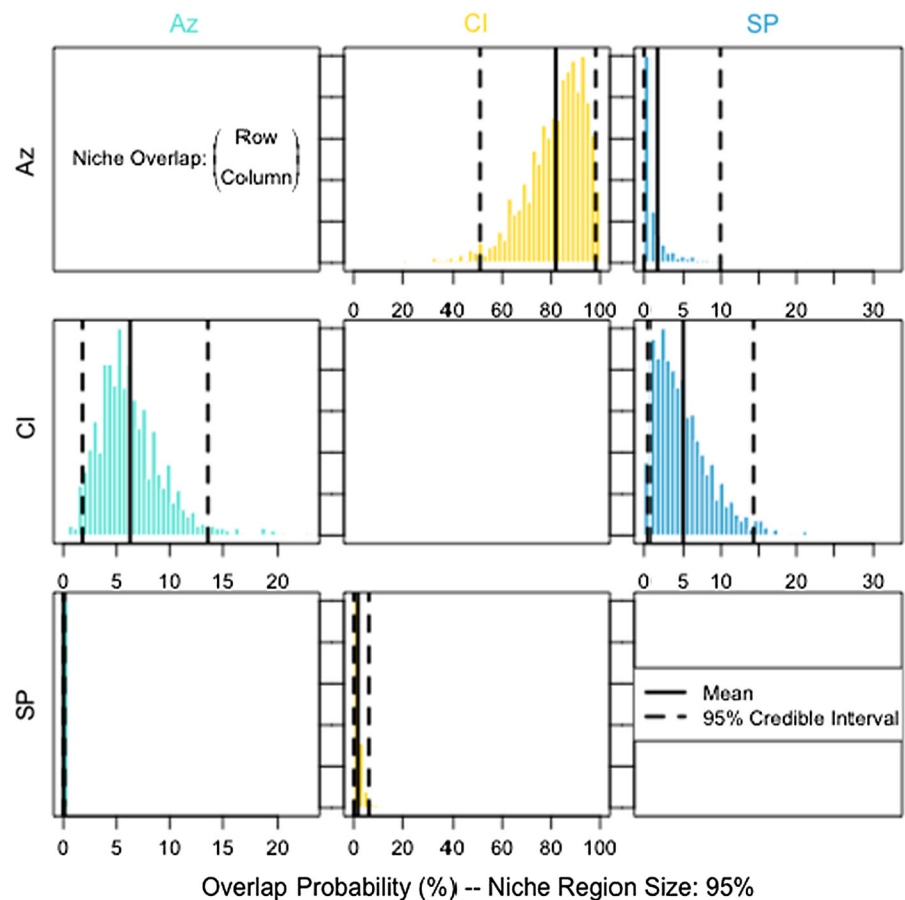 Az CI SP
Az
Niche Overlap: (Row
Column)
0 20 40 60 80 100
0 5 10 20 30
CI
0 5 10 15 20
0 5 10 20 30
SP
Mean
95% Credible Interval
0 5 10 15 20
0 20 40 60 80 100
Overlap Probability (%) -- Niche Region Size: 95%